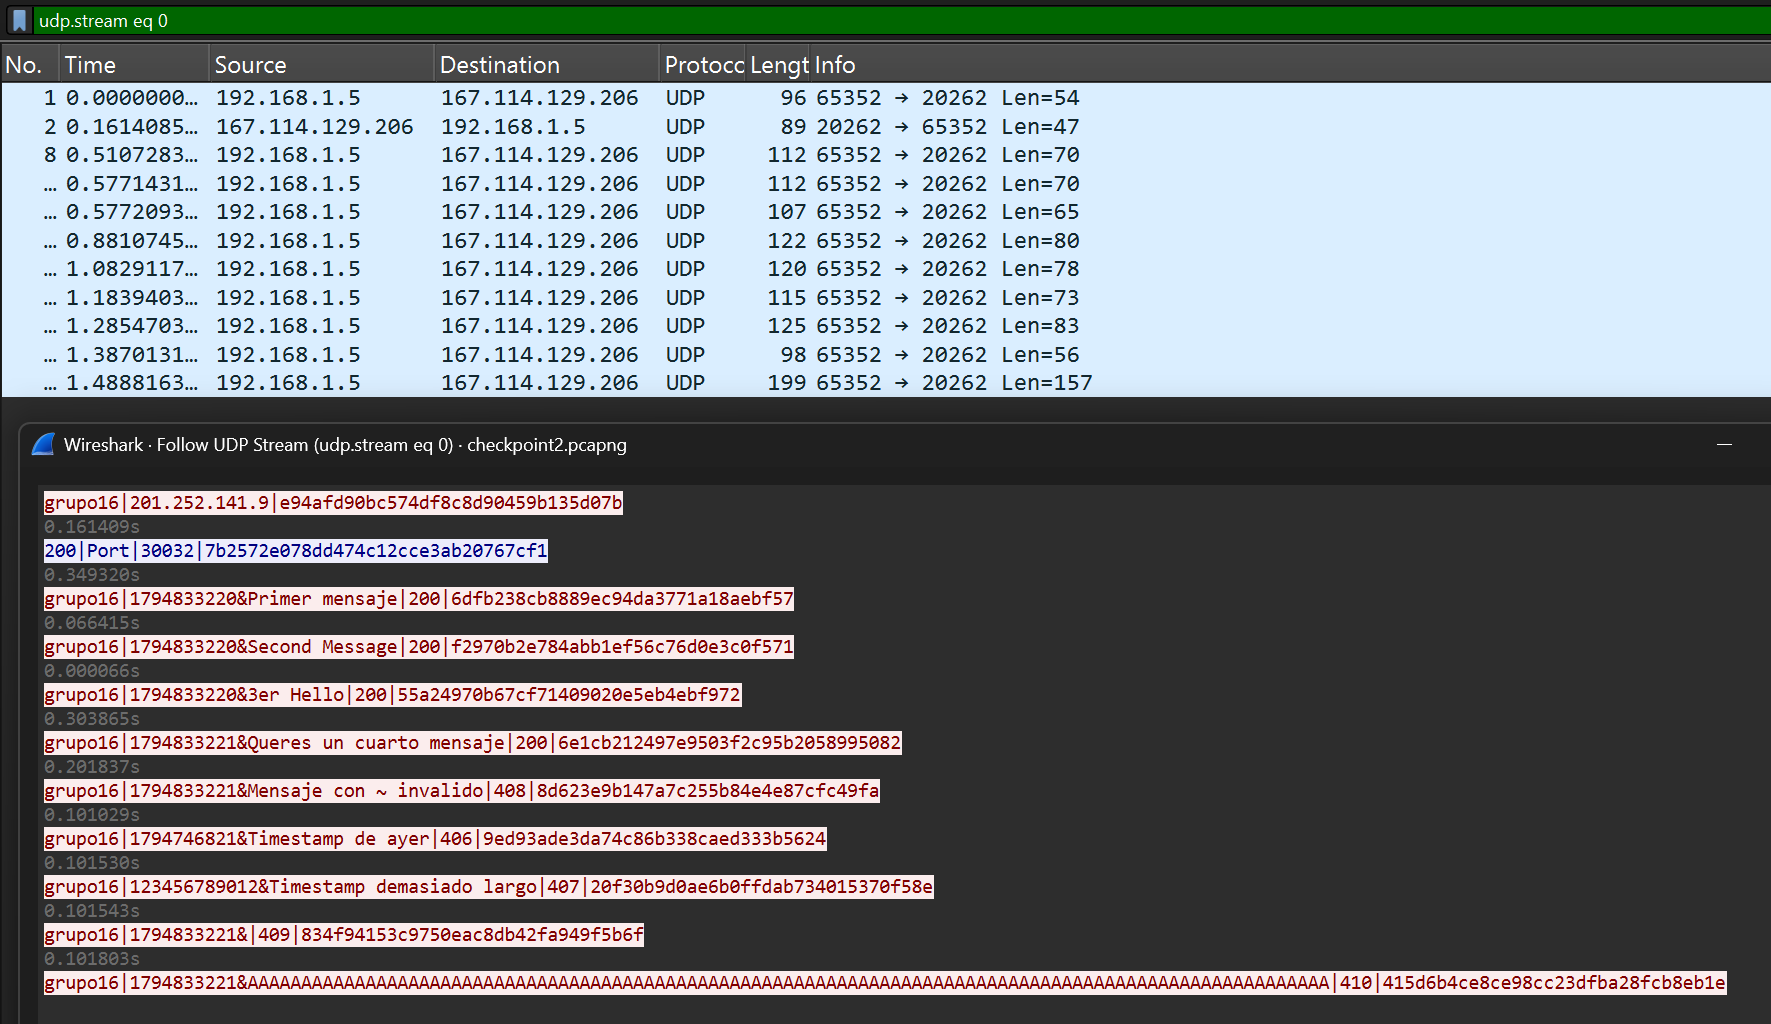 udp.stream eq 0
No. Time Source Destination Protocc Lengt Info
1 0.0000000… 192.168.1.5 167.114.129.206 UDP 96 65352 → 20262 Len=54
2 0.1614085… 167.114.129.206 192.168.1.5 UDP 89 20262 → 65352 Len=47
8 0.5107283… 192.168.1.5 167.114.129.206 UDP 112 65352 → 20262 Len=70
… 0.5771431… 192.168.1.5 167.114.129.206 UDP 112 65352 → 20262 Len=70
… 0.5772093… 192.168.1.5 167.114.129.206 UDP 107 65352 → 20262 Len=65
… 0.8810745… 192.168.1.5 167.114.129.206 UDP 122 65352 → 20262 Len=80
… 1.0829117… 192.168.1.5 167.114.129.206 UDP 120 65352 → 20262 Len=78
… 1.1839403… 192.168.1.5 167.114.129.206 UDP 115 65352 → 20262 Len=73
… 1.2854703… 192.168.1.5 167.114.129.206 UDP 125 65352 → 20262 Len=83
… 1.3870131… 192.168.1.5 167.114.129.206 UDP 98 65352 → 20262 Len=56
… 1.4888163… 192.168.1.5 167.114.129.206 UDP 199 65352 → 20262 Len=157
Wireshark · Follow UDP Stream (udp.stream eq 0) · checkpoint2.pcapng
grupo16|201.252.141.9|e94afd90bc574df8c8d90459b135d07b
0.161409s
200|Port|30032|7b2572e078dd474c12cce3ab20767cf1
0.349320s
grupo16|1794833220&Primer mensaje|200|6dfb238cb8889ec94da3771a18aebf57
0.066415s
grupo16|1794833220&Second Message|200|f2970b2e784abb1ef56c76d0e3c0f571
0.000066s
grupo16|1794833220&3er Hello|200|55a24970b67cf71409020e5eb4ebf972
0.303865s
grupo16|1794833221&Queres un cuarto mensaje|200|6e1cb212497e9503f2c95b2058995082
0.201837s
grupo16|1794833221&Mensaje con ~ invalido|408|8d623e9b147a7c255b84e4e87cfc49fa
0.101029s
grupo16|1794746821&Timestamp de ayer|406|9ed93ade3da74c86b338caed333b5624
0.101530s
grupo16|123456789012&Timestamp demasiado largo|407|20f30b9d0ae6b0ffdab734015370f58e
0.101543s
grupo16|1794833221&|409|834f94153c9750eac8db42fa949f5b6f
0.101803s
grupo16|1794833221&AAAAAAAAAAAAAAAAAAAAAAAAAAAAAAAAAAAAAAAAAAAAAAAAAAAAAAAAAAAAAAAAAAAAAAAAAAAAAAAAAAAAAAAAAAAAAAAAAAAAA|410|415d6b4ce8ce98cc23dfba28fcb8eb1e